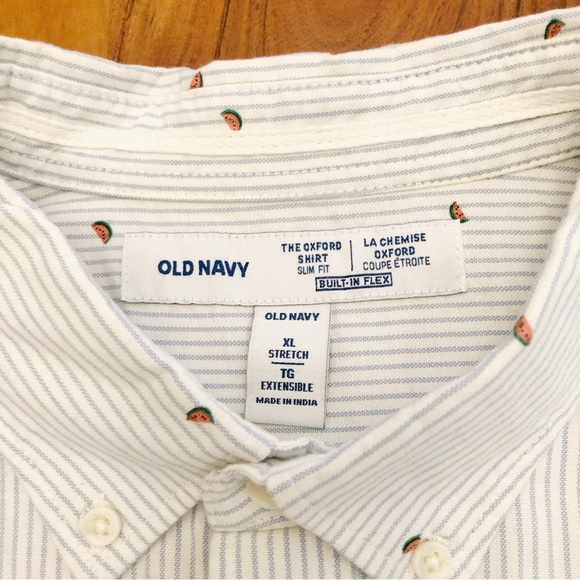 OLD NAVY
THE OXFORD
SHIRT
SLIM FIT
LA CHEMISE
OXFORD
COUPE ÉTROITE
BUILT-IN FLEX
OLD NAVY
XL
STRETCH
TG
EXTENSIBLE
MADE IN INDIA